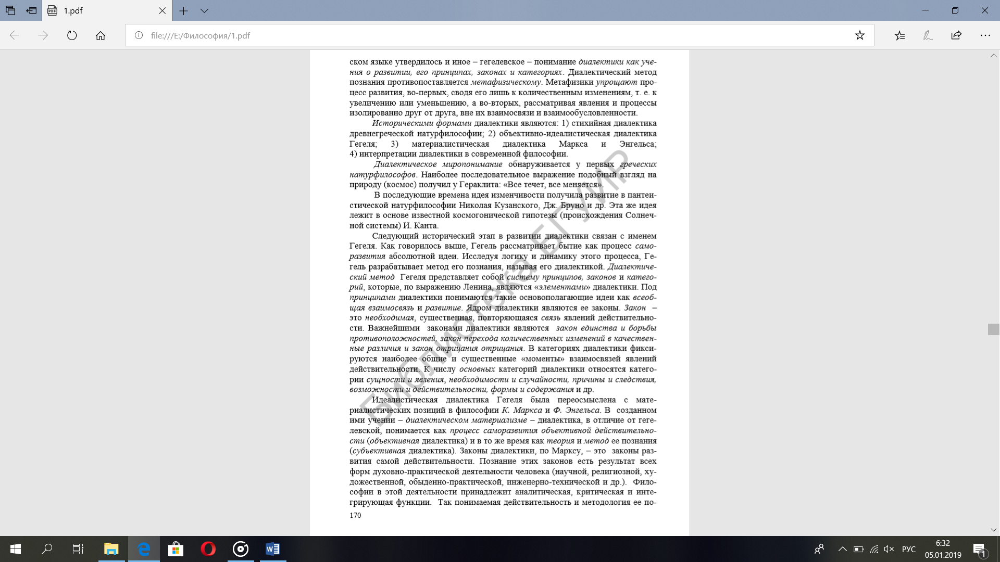 1.pdf
file:///E:/Философия/1.pdf
ском языке утвердилось и иное – гегелевское – понимание диалектики как уче-
ния о развитии, его принципах, законах и категориях. Диалектический метод
познания противопоставляется метафизическому. Метафизики упрощают про-
цесс развития, во-первых, сводя его лишь к количественным изменениям, т. е. к
увеличению или уменьшению, а во-вторых, рассматривая явления и процессы
изолированно друг от друга, вне их взаимосвязи и взаимообусловленности.
Историческими формами диалектики являются: 1) стихийная диалектика
древнегреческой натурфилософии; 2) объективно-идеалистическая диалектика
Гегеля; 3) материалистическая диалектика Маркса и Энгельса;
4) интерпретации диалектики в современной философии.
Диалектическое миропонимание обнаруживается у первых греческих
натурфилософов. Наиболее последовательное выражение подобный взгляд на
природу (космос) получил у Гераклита: «Все течет, все меняется».
В последующие времена идея изменчивости получила развитие в пантеи-
стической натурфилософии Николая Кузанского, Дж. Бруно и др. Эта же идея
лежит в основе известной космогонической гипотезы (происхождения Солнеч-
ной системы) И. Канта.
Следующий исторический этап в развитии диалектики связан с именем
Гегеля. Как говорилось выше, Гегель рассматривает бытие как процесс само-
развития абсолютной идеи. Исследуя логику и динамику этого процесса, Ге-
гель разрабатывает метод его познания, называя его диалектикой. Диалектиче-
ский метод Гегеля представляет собой систему принципов, законов и катего-
рий, которые, по выражению Ленина, являются «элементами» диалектики. Под
принципами диалектики понимаются такие основополагающие идеи как всеоб-
щая взаимосвязь и развитие. Ядром диалектики являются ее законы. Закон –
это необходимая, существенная, повторяющаяся связь явлений действительно-
сти. Важнейшими законами диалектики являются закон единства и борьбы
противоположностей, закон перехода количественных изменений в качествен-
ные различия и закон отрицания отрицания. В категориях диалектики фикси-
руются наиболее общие и существенные «моменты» взаимосвязей явлений
действительности. К числу основных категорий диалектики относятся катего-
рии сущности и явления, необходимости и случайности, причины и следствия,
возможности и действительности, формы и содержания и др.
Идеалистическая диалектика Гегеля была переосмыслена с мате-
риалистических позиций в философии К. Маркса и Ф. Энгельса. В созданном
ими учении – диалектическом материализме – диалектика, в отличие от геге-
левской, понимается как процесс саморазвития объективной действительно-
сти (объективная диалектика) и в то же время как теория и метод ее познания
(субъективная диалектика). Законы диалектики, по Марксу, – это законы раз-
вития самой действительности. Познание этих законов есть результат всех
форм духовно-практической деятельности человека (научной, религиозной, ху-
дожественной, обыденно-практической, инженерно-технической и др.). Фило-
софии в этой деятельности принадлежит аналитическая, критическая и инте-
грирующая функции. Так понимаемая действительность и методология ее по-
170
Библиотека БГУИР
РУС
6:32
05.01.2019
1